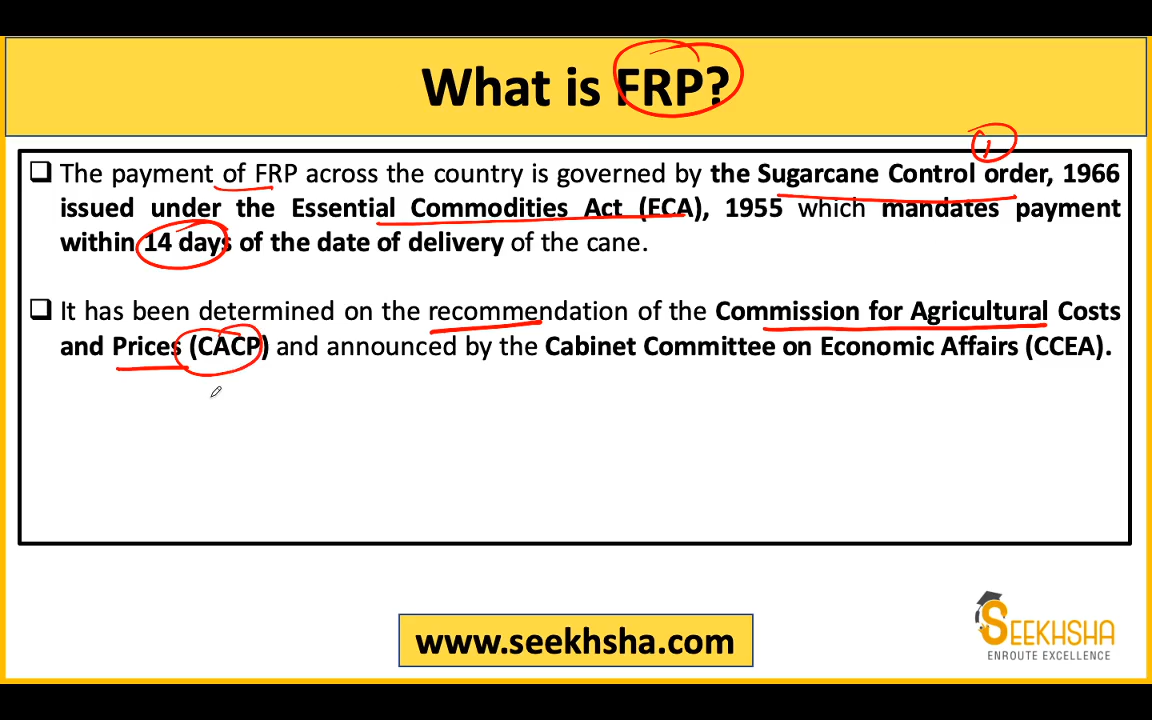 What is FRP?
1
❑ The payment of FRP across the country is governed by the Sugarcane Control order, 1966
issued under the Essential Commodities Act (ECA), 1955 which mandates payment
within 14 days of the date of delivery of the cane.
❑ It has been determined on the recommendation of the Commission for Agricultural Costs
and Prices (CACP) and announced by the Cabinet Committee on Economic Affairs (CCEA).
www.seekhsha.com
SEEKHSHA
ENROUTE EXCELLENCE